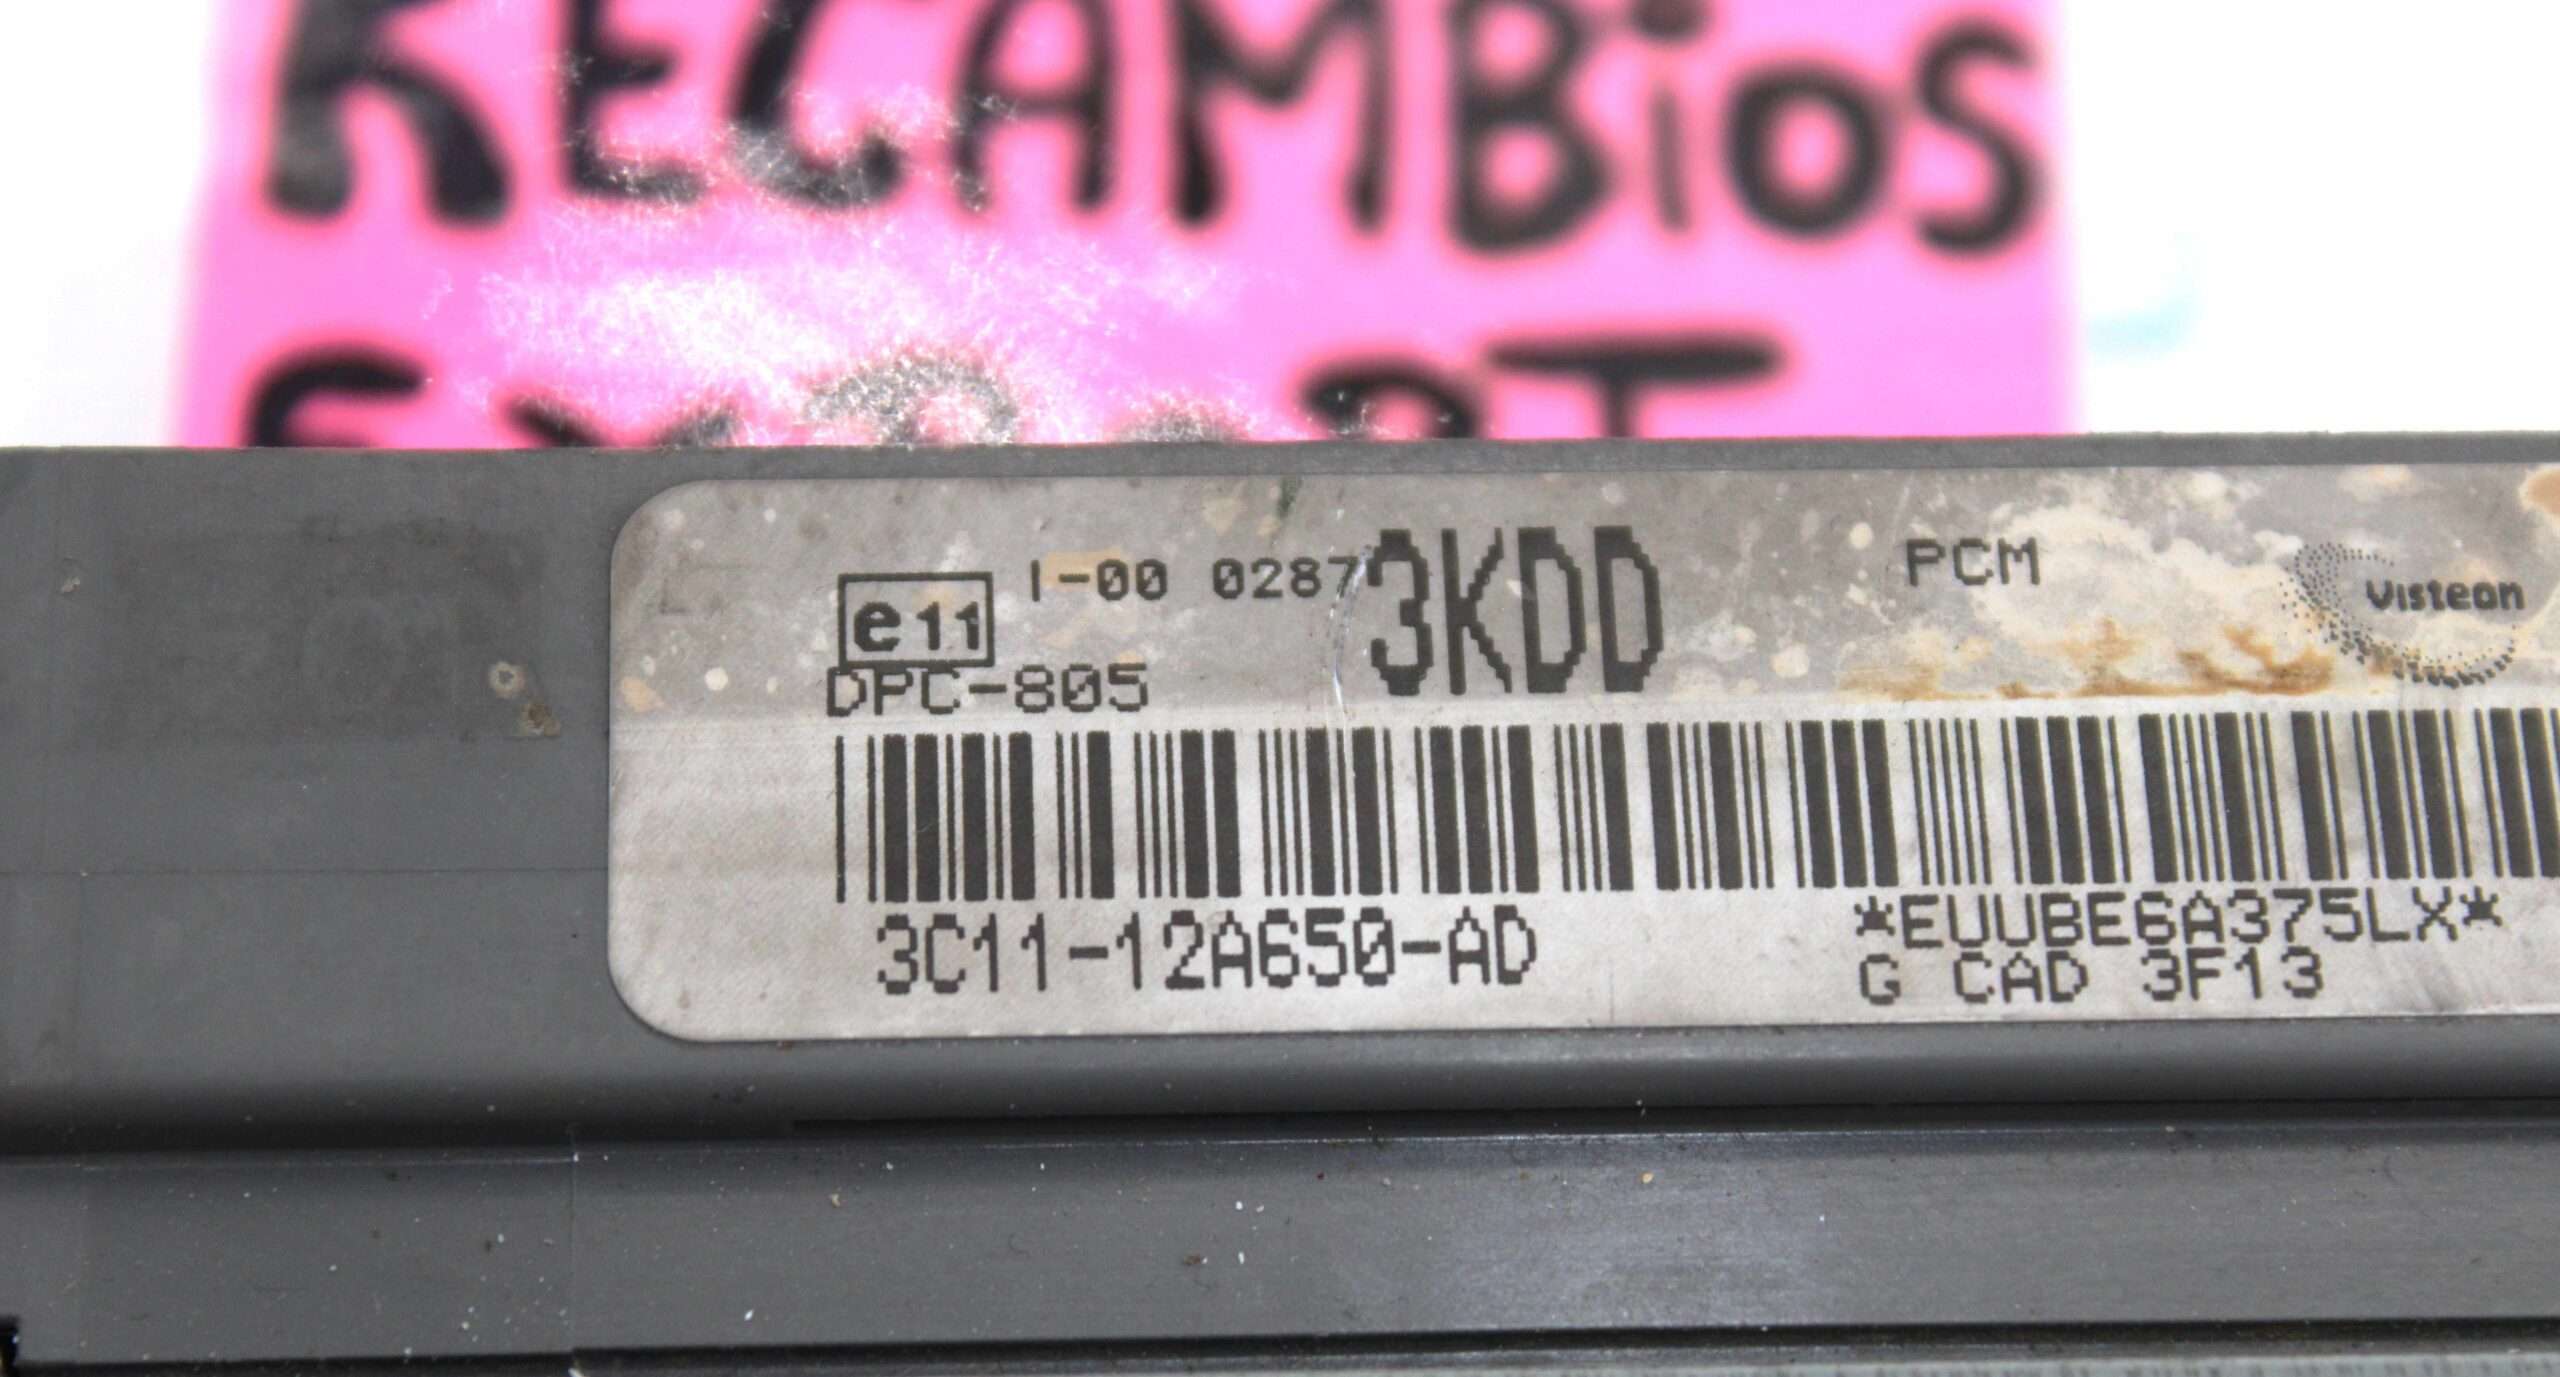 RECAMBiOS
e11 I-00 0287 3KDD PCM Visteon
DPC-805
3C11-12A650-AD *EUUBE6A375LX*
G CAD 3F13